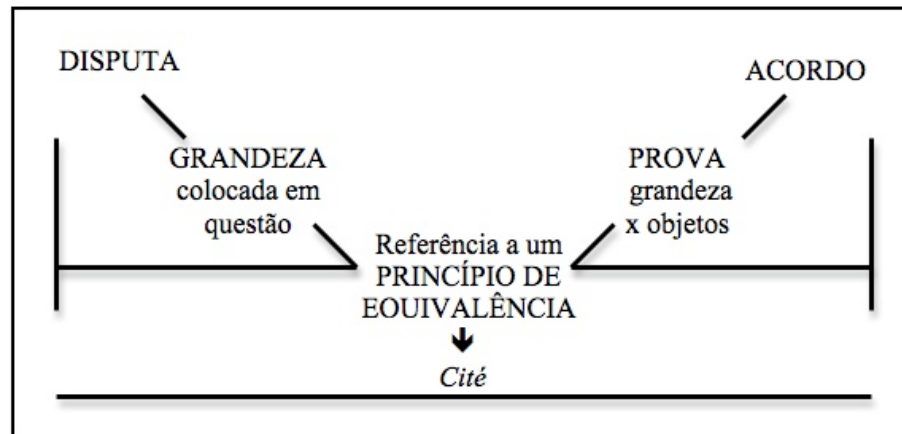 DISPUTA
ACORDO
GRANDEZA
colocada em
questão
PROVA
grandeza
x objetos
Referência a um
PRINCÍPIO DE
EOUIVALÊNCIA
Cité